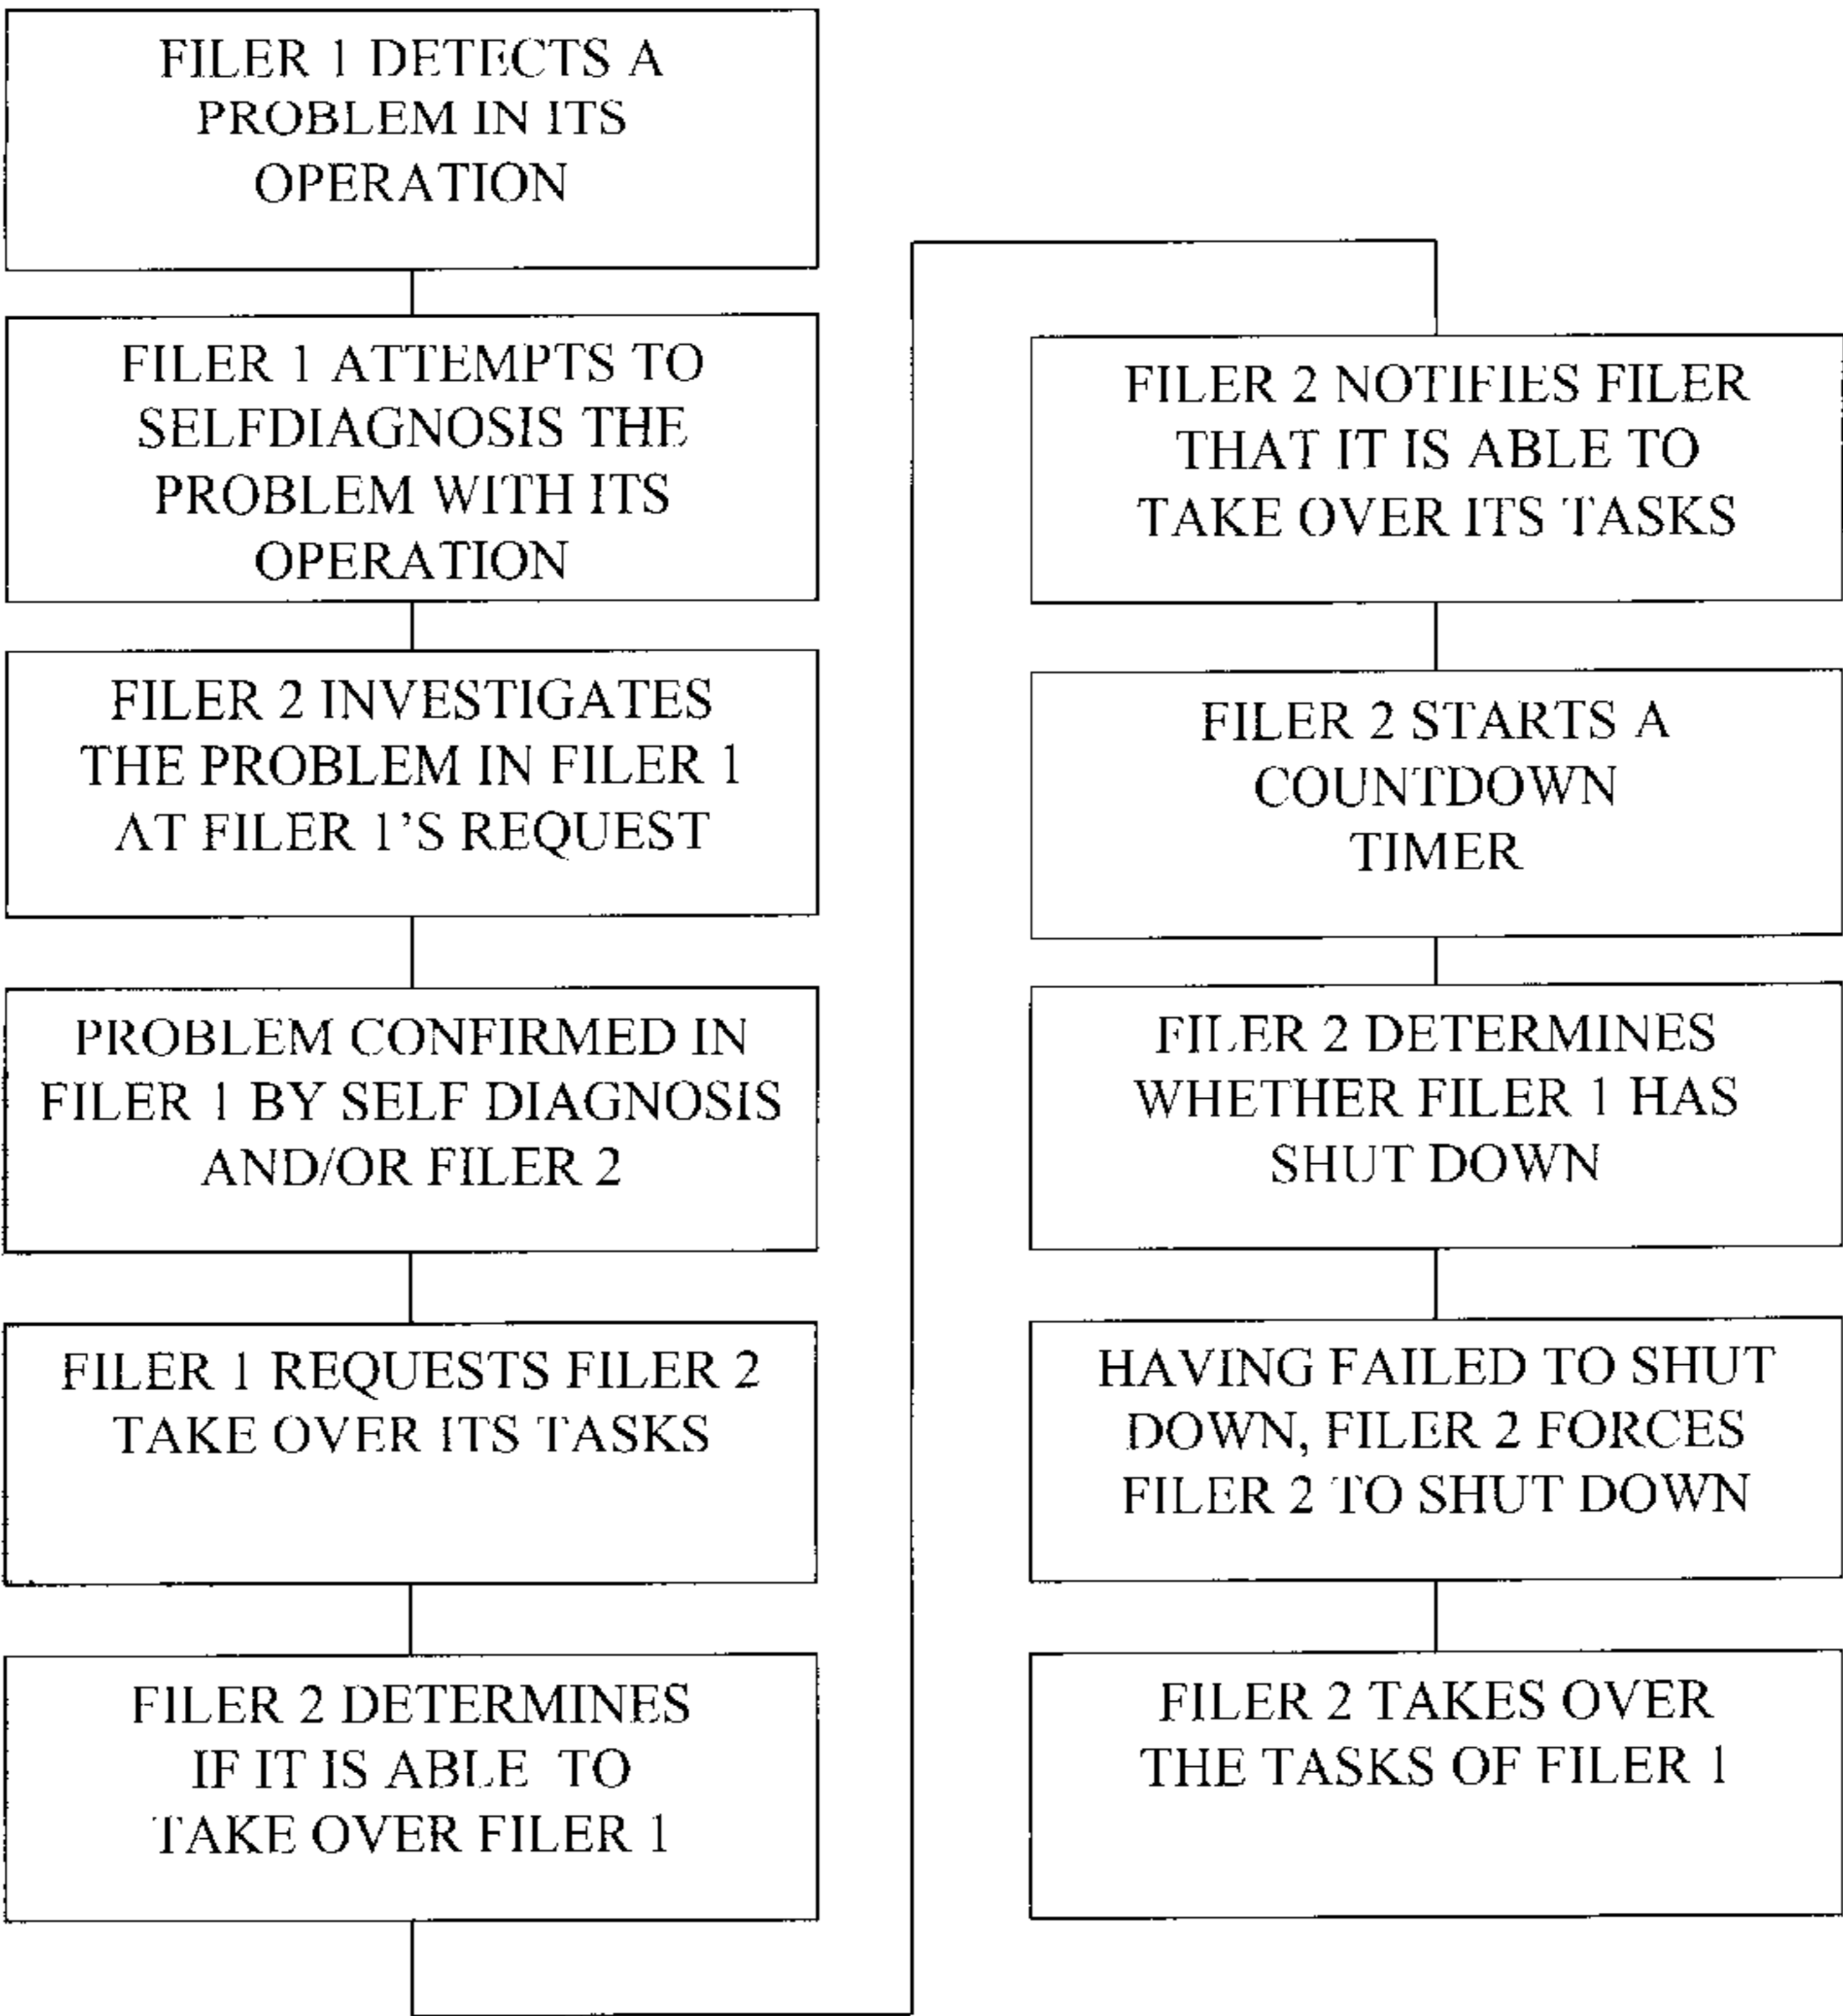 FILER 1 DETECTS A
PROBLEM IN ITS
OPERATION
FILER 1 ATTEMPTS TO
SELFDIAGNOSIS THE
PROBLEM WITH ITS
OPERATION
FILER 2 INVESTIGATES
THE PROBLEM IN FILER 1
AT FILER 1'S REQUEST
PROBLEM CONFIRMED IN
FILER 1 BY SELF DIAGNOSIS
AND/OR FILER 2
FILER 1 REQUESTS FILER 2
TAKE OVER ITS TASKS
FILER 2 DETERMINES
IF IT IS ABLE TO
TAKE OVER FILER 1
FILER 2 NOTIFIES FILER
THAT IT IS ABLE TO
TAKE OVER ITS TASKS
FILER 2 STARTS A
COUNTDOWN
TIMER
FILER 2 DETERMINES
WHETHER FILER 1 HAS
SHUT DOWN
HAVING FAILED TO SHUT
DOWN, FILER 2 FORCES
FILER 2 TO SHUT DOWN
FILER 2 TAKES OVER
THE TASKS OF FILER 1